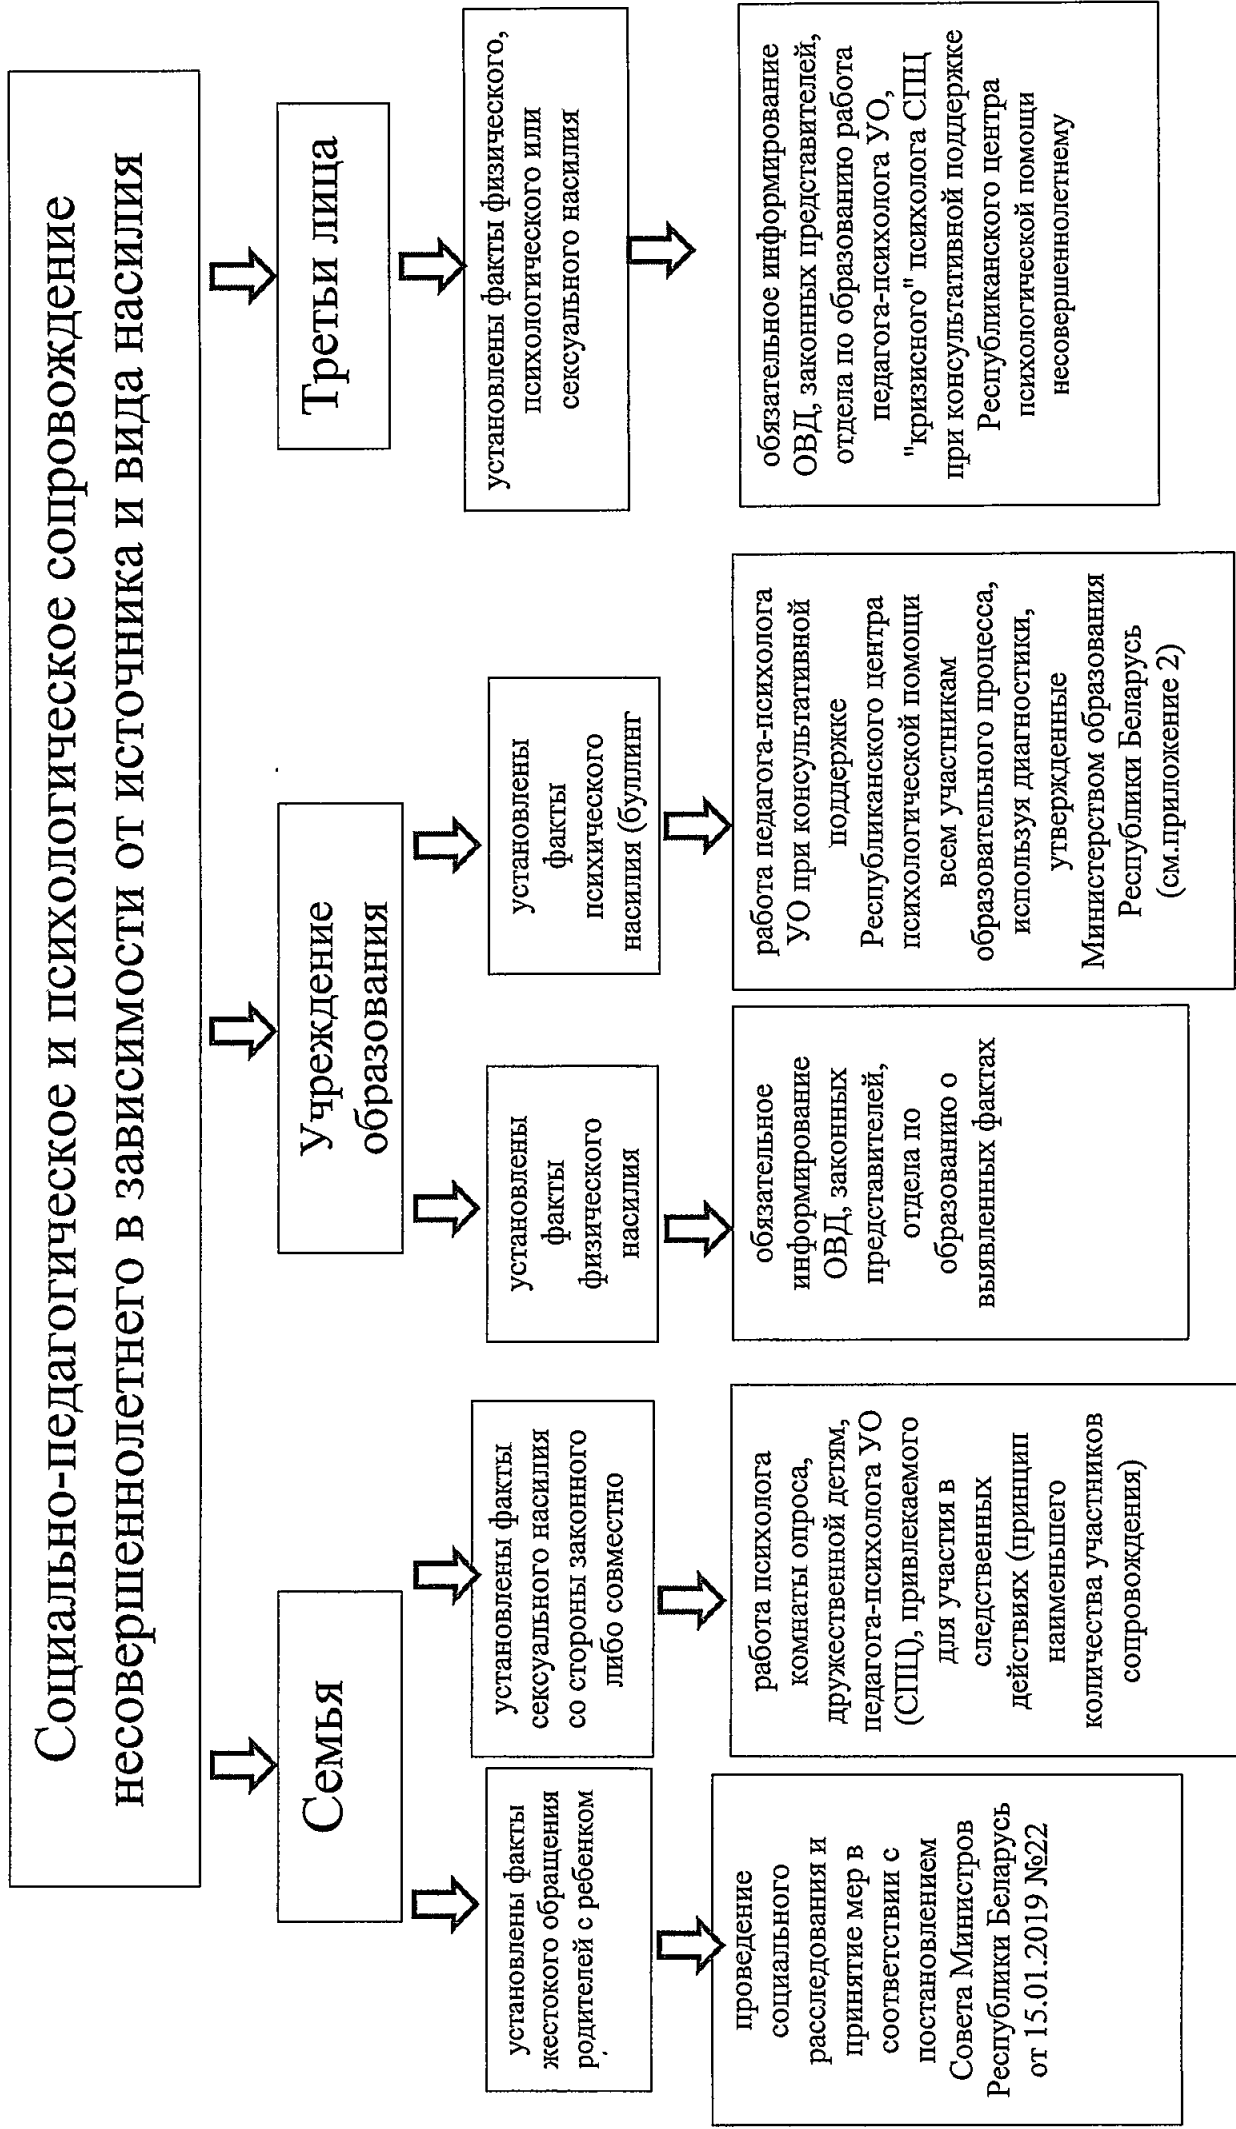 Социально-педагогическое и психологическое сопровождение
несовершеннолетнего в зависимости от источника и вида насилия
Семья
установлены факты
жестокого обращения
родителей с ребенком
проведение
социального
расследования и
принятие мер в
соответствии с
постановлением
Совета Министров
Республики Беларусь
от 15.01.2019 №22
установлены факты
сексуального насилия
со стороны законного
либо совместно
работа психолога
комнаты опроса,
дружественной детям,
педагога-психолога УО
(СПЦ), привлекаемого
для участия в
следственных
действиях (принцип
наименьшего
количества участников
сопровождения)
Учреждение
образования
установлены
факты
физического
насилия
обязательное
информирование
ОВД, законных
представителей,
отдела по
образованию о
выявленных фактах
установлены
факты
психического
насилия (буллинг
работа педагога-психолога
УО при консультативной
поддержке
Республиканского центра
психологической помощи
всем участникам
образовательного процесса,
используя диагностики,
утвержденные
Министерством образования
Республики Беларусь
(см.приложение 2)
Третьи лица
установлены факты физического,
психологического или
сексуального насилия
обязательное информирование
ОВД, законных представителей,
отдела по образованию работа
педагога-психолога УО,
"кризисного" психолога СПЦ
при консультативной поддержке
Республиканского центра
психологической помощи
несовершеннолетнему